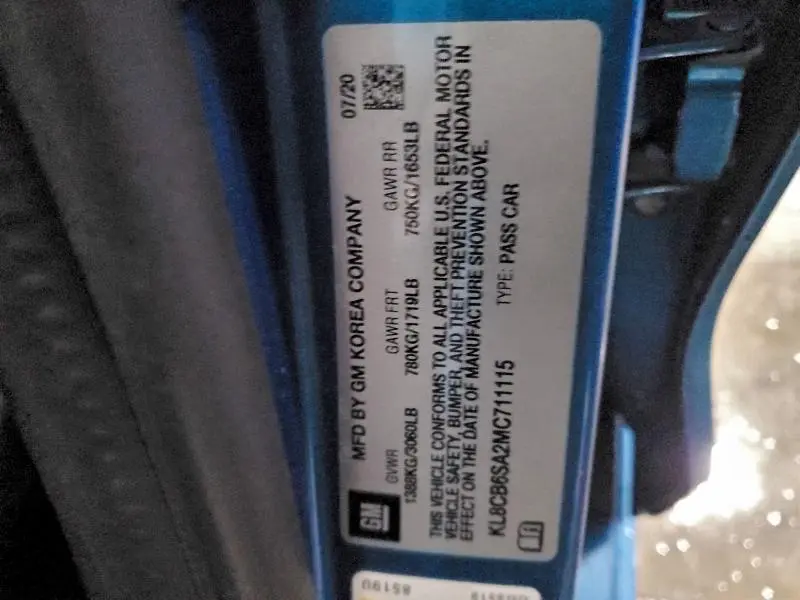 MFD BY GM KOREA COMPANY 07/20
GM
GVWR GAWR FRT GAWR RR
1388KG/3060LB 780KG/1719LB 750KG/1653LB
THIS VEHICLE CONFORMS TO ALL APPLICABLE U.S. FEDERAL MOTOR
VEHICLE SAFETY, BUMPER, AND THEFT PREVENTION STANDARDS IN
EFFECT ON THE DATE OF MANUFACTURE SHOWN ABOVE.
KL8CB6SA2MC711115 TYPE: PASS CAR